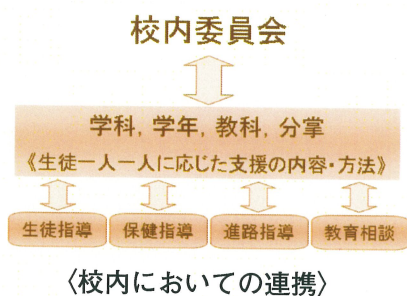 校内委員会
学科，学年，教科，分掌
《生徒一人一人に応じた支援の内容・方法》
生徒指導 保健指導 進路指導 教育相談
〈校内においての連携〉